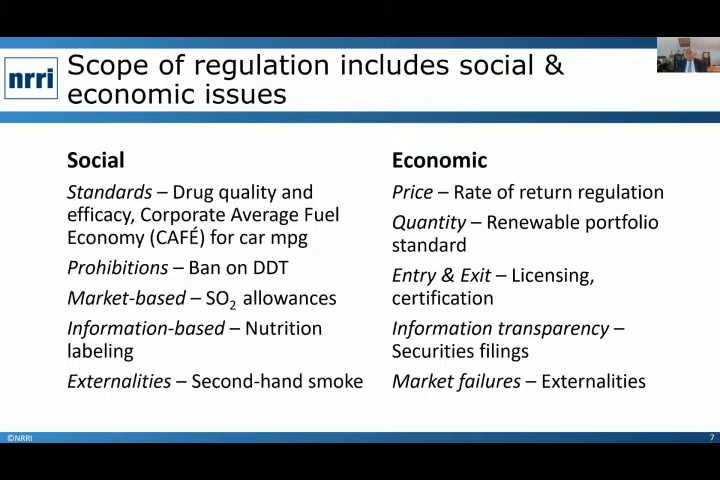 nrri
Scope of regulation includes social &
economic issues
Social
Standards – Drug quality and
efficacy, Corporate Average Fuel
Economy (CAFÉ) for car mpg
Prohibitions – Ban on DDT
Market-based – SO₂ allowances
Information-based – Nutrition
labeling
Externalities – Second-hand smoke
Economic
Price – Rate of return regulation
Quantity – Renewable portfolio
standard
Entry & Exit – Licensing,
certification
Information transparency –
Securities filings
Market failures – Externalities
©NRRI
7